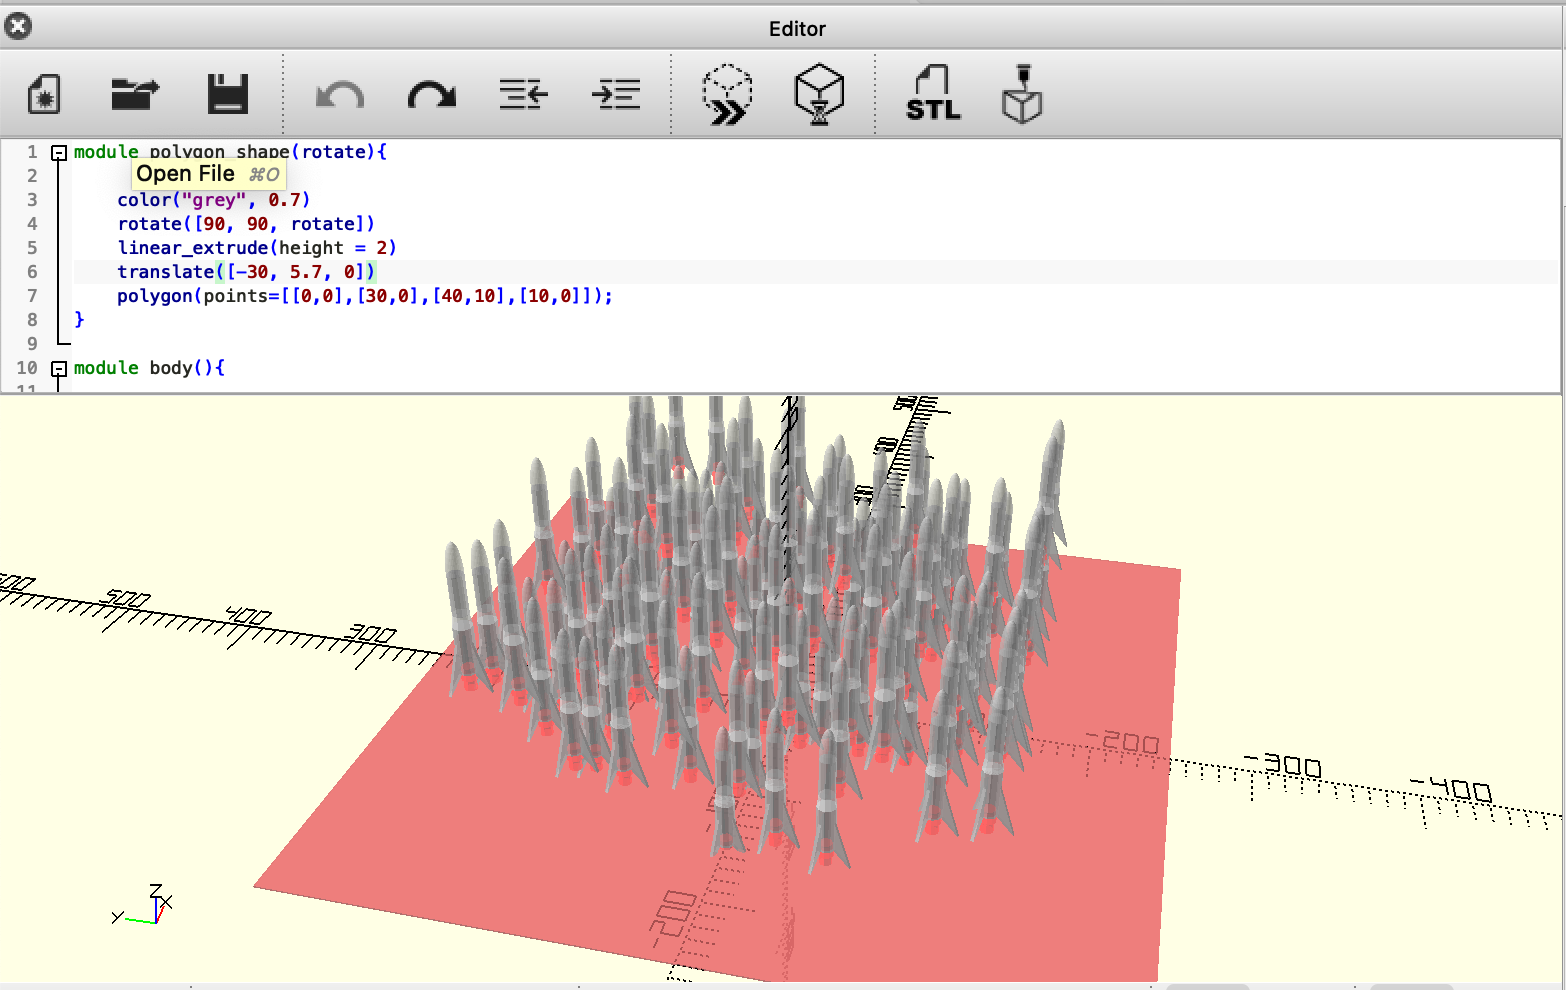 Editor
STL
1 module polygon_shape(rotate){
Open File ⌘O
2
3 color("grey", 0.7)
4 rotate([90, 90, rotate])
5 linear_extrude(height = 2)
6 translate([-30, 5.7, 0])
7 polygon(points=[[0,0],[30,0],[40,10],[10,0]]);
8 }
9
10 module body(){
11
500
400
300
-200
-300
-400
-200
Z
X
Y